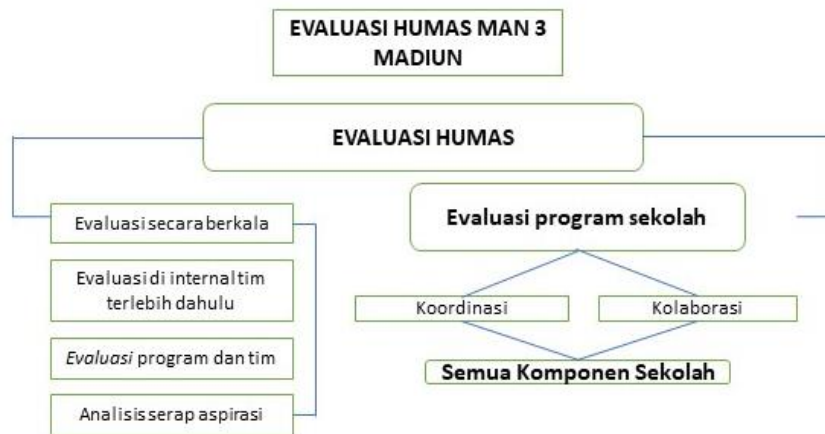 EVALUASI HUMAS MAN 3
MADIUN
EVALUASI HUMAS
Evaluasi secara berkala
Evaluasi di internal tim
terlebih dahulu
Evaluasi program dan tim
Analisis serap aspirasi
Evaluasi program sekolah
Koordinasi
Kolaborasi
Semua Komponen Sekolah